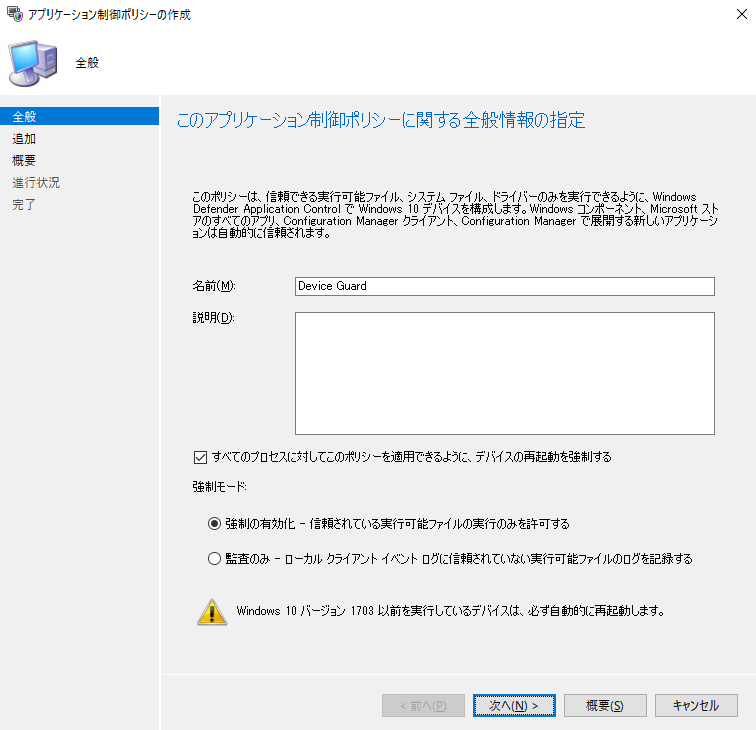 アプリケーション制御ポリシーの作成
全般
全般
追加
概要
進行状況
完了
このアプリケーション制御ポリシーに関する全般情報の指定
このポリシーは、信頼できる実行可能ファイル、システム ファイル、ドライバーのみを実行できるように、Windows
Defender Application Control で Windows 10 デバイスを構成します。Windows コンポーネント、Microsoft スト
アのすべてのアプリ、Configuration Manager クライアント、Configuration Manager で展開する新しいアプリケーシ
ョンは自動的に信頼されます。
名前(M):
Device Guard
説明(D):
すべてのプロセスに対してこのポリシーを適用できるように、デバイスの再起動を強制する
強制モード:
強制の有効化 - 信頼されている実行可能ファイルの実行のみを許可する
監査のみ - ローカル クライアント イベント ログに信頼されていない実行可能ファイルのログを記録する
Windows 10 バージョン 1703 以前を実行しているデバイスは、必ず自動的に再起動します。
< 前へ(P)
次へ(N) >
概要(S)
キャンセル